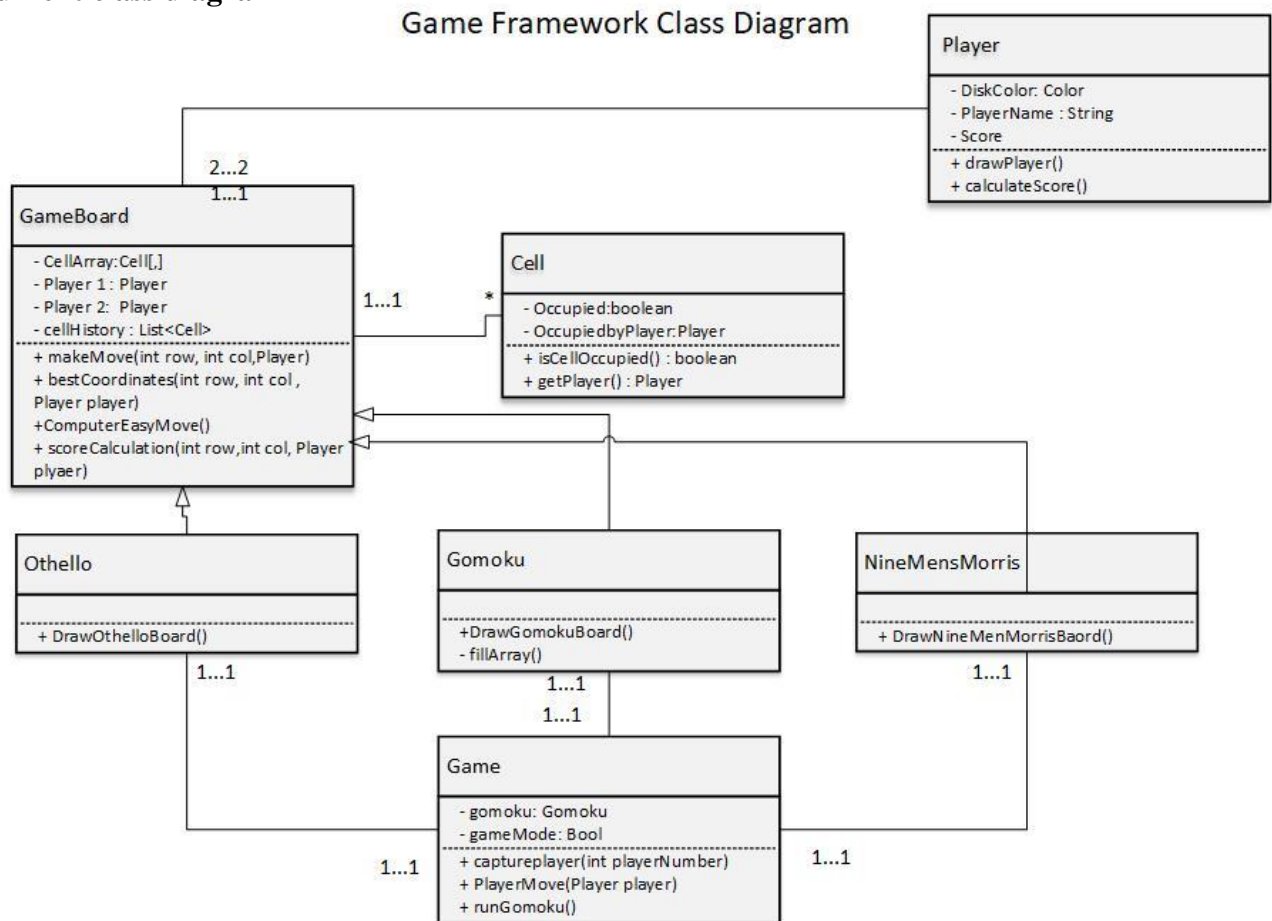 Game Framework Class Diagram
Player
- DiskColor: Color
- PlayerName : String
- Score
+ drawPlayer()
+ calculateScore()
2...2
1...1
GameBoard
- CellArray:Cell[,]
- Player 1 : Player
- Player 2: Player
- cellHistory : List<Cell>
+ makeMove(int row, int col,Player)
+ bestCoordinates(int row, int col ,
Player player)
+ComputerEasyMove()
+ scoreCalculation(int row,int col, Player
plyaer)
1...1
*
Cell
- Occupied:boolean
- OccupiedbyPlayer:Player
+ isCellOccupied() : boolean
+ getPlayer() : Player
Othello
+ DrawOthelloBoard()
1...1
Gomoku
+DrawGomokuBoard()
- fillArray()
1...1
1...1
NineMensMorris
+ DrawNineMenMorrisBaord()
1...1
Game
- gomoku: Gomoku
- gameMode: Bool
+ captureplayer(int playerNumber)
+ PlayerMove(Player player)
+ runGomoku()
1...1
1...1